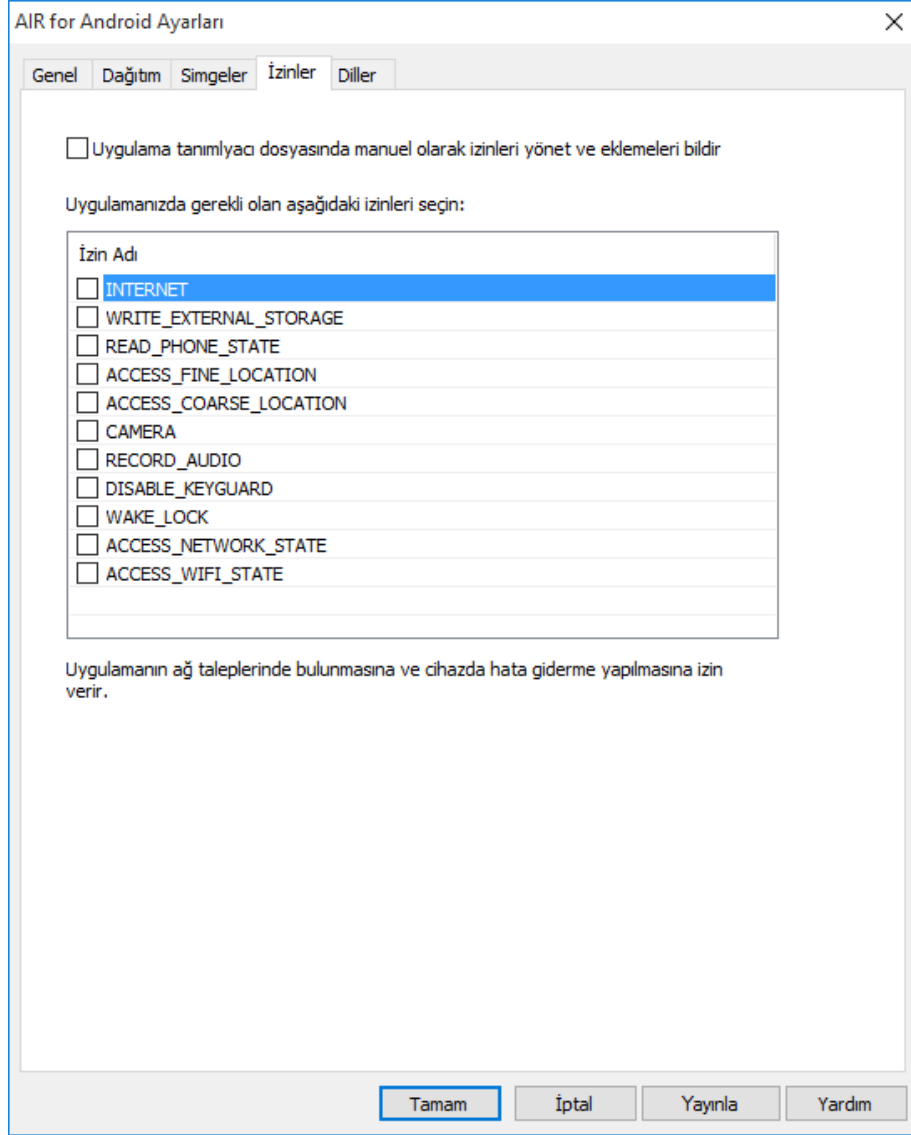 AIR for Android Ayarları
Genel Dağıtım Simgeler İzinler Diller
Uygulama tanımlyacı dosyasında manuel olarak izinleri yönet ve eklemeleri bildir
Uygulamanızda gerekli olan aşağıdaki izinleri seçin:
İzin Adı
INTERNET
WRITE_EXTERNAL_STORAGE
READ_PHONE_STATE
ACCESS_FINE_LOCATION
ACCESS_COARSE_LOCATION
CAMERA
RECORD_AUDIO
DISABLE_KEYGUARD
WAKE_LOCK
ACCESS_NETWORK_STATE
ACCESS_WIFI_STATE
Uygulamanın ağ taleplerinde bulunmasına ve cihazda hata giderme yapılmasına izin
verir.
Tamam İptal Yayınla Yardım